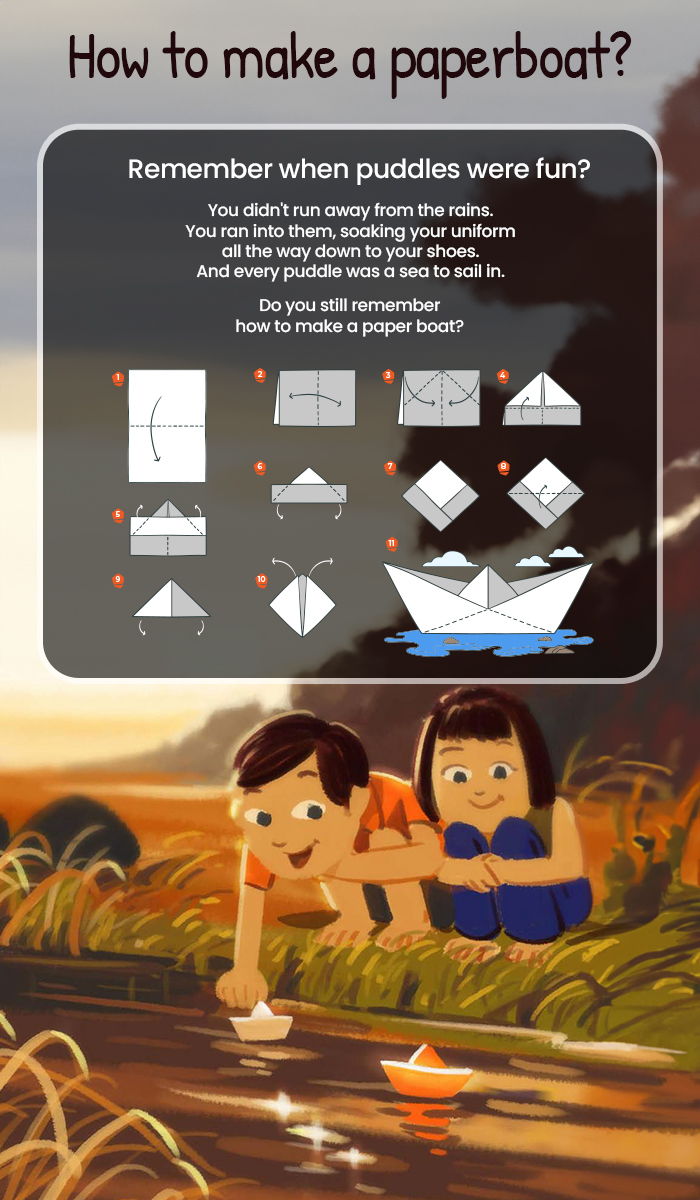 How to make a paperboat?
Remember when puddles were fun?
You didn't run away from the rains.
You ran into them, soaking your uniform
all the way down to your shoes.
And every puddle was a sea to sail in.
Do you still remember
how to make a paper boat?
1
2
3
4
5
6
7
8
9
10
11